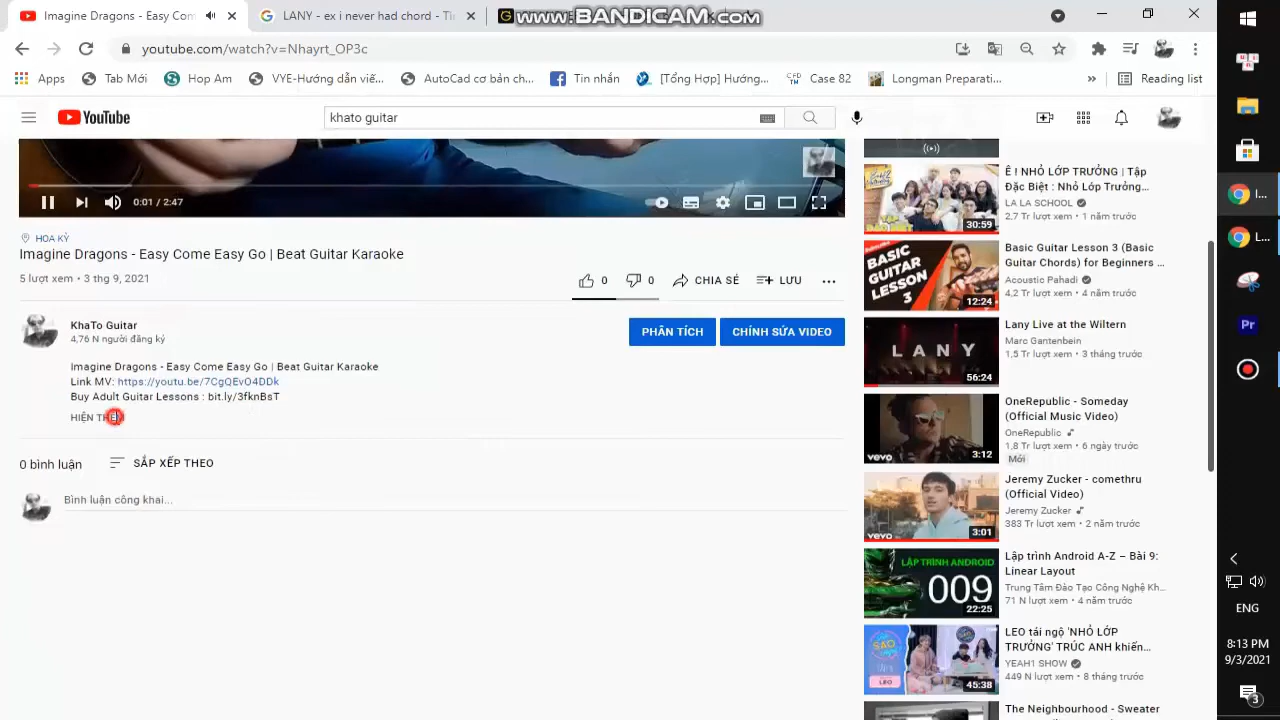 Imagine Dragons - Easy Com
LANY - ex i never had chord - Ti
www.BANDICAM.com
youtube.com/watch?v=Nhayrt_OP3c
Apps
Tab Mới
Hop Am
VYE-Hướng dẫn viế...
AutoCad cơ bản ch...
Tin nhắn
[Tổng Hợp] Hướng...
Case 82
Longman Preparati...
»
Reading list
YouTube
khato guitar
0:01 / 2:47
HOA KỲ
Imagine Dragons - Easy Come Easy Go | Beat Guitar Karaoke
5 lượt xem • 3 thg 9, 2021
0
0
CHIA SẺ
LƯU
KhaTo Guitar
4,76 N người đăng ký
PHÂN TÍCH
CHỈNH SỬA VIDEO
Imagine Dragons - Easy Come Easy Go | Beat Guitar Karaoke
Link MV: https://youtu.be/7CgQEvO4DDk
Buy Adult Guitar Lessons : bit.ly/3fknBsT
HIỆN
0 bình luận
SẮP XẾP THEO
Bình luận công khai...
Ê ! NHỎ LỚP TRƯỞNG | Tập
Đặc Biệt : Nhỏ Lớp Trưởng...
LA LA SCHOOL
2,7 Tr lượt xem • 1 năm trước
30:59
BASIC
GUITAR
LESSON
3
12:24
Basic Guitar Lesson 3 (Basic
Guitar Chords) for Beginners ...
Acoustic Pahadi
4,2 Tr lượt xem • 4 năm trước
LANY
56:24
Lany Live at the Wiltern
Marc Gantenbein
1,5 Tr lượt xem • 3 tháng trước
vevo
3:12
OneRepublic - Someday
(Official Music Video)
OneRepublic
1,8 Tr lượt xem • 6 ngày trước
Mới
vevo
3:01
Jeremy Zucker - comethru
(Official Video)
Jeremy Zucker
383 Tr lượt xem • 2 năm trước
LẬP TRÌNH ANDROID
009
22:25
Lập trình Android A-Z – Bài 9:
Linear Layout
Trung Tâm Đào Tạo Công Nghệ Kh...
71 N lượt xem • 4 năm trước
LEO
45:38
LEO tái ngộ 'NHỎ LỚP
TRƯỞNG' TRÚC ANH khiến...
YEAH1 SHOW
449 N lượt xem • 8 tháng trước
The Neighbourhood - Sweater
I...
L...
Pr
ENG
8:13 PM
9/3/2021
3